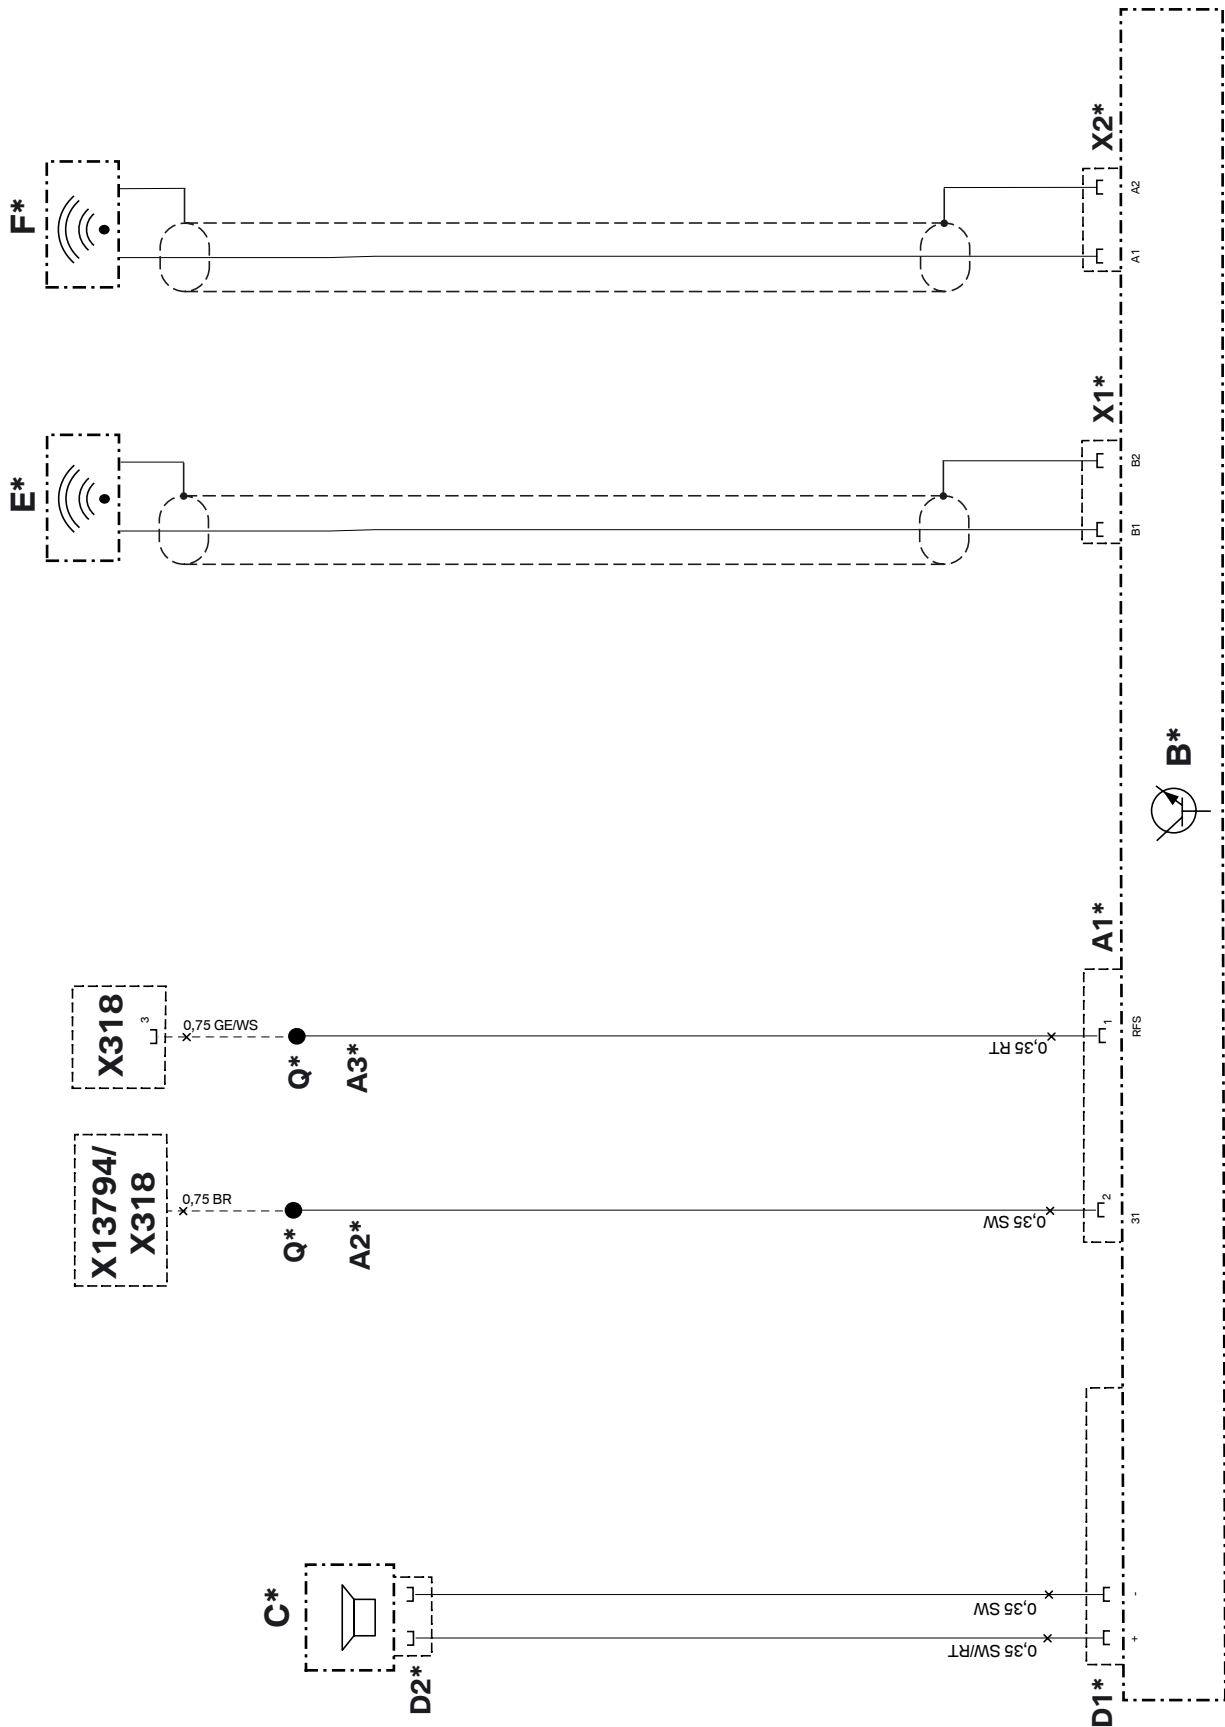 F*
X2*
A2
A1
E*
X1*
B2
B1
B*
X318
3
0,75 GE/WS
Q*
A3*
0,35 RT
A1*
1
RFS
X13794/
X318
0,75 BR
Q*
A2*
0,35 SW
2
31
C*
D2*
0,35 SW
0,35 SW/RT
D1*
-
+